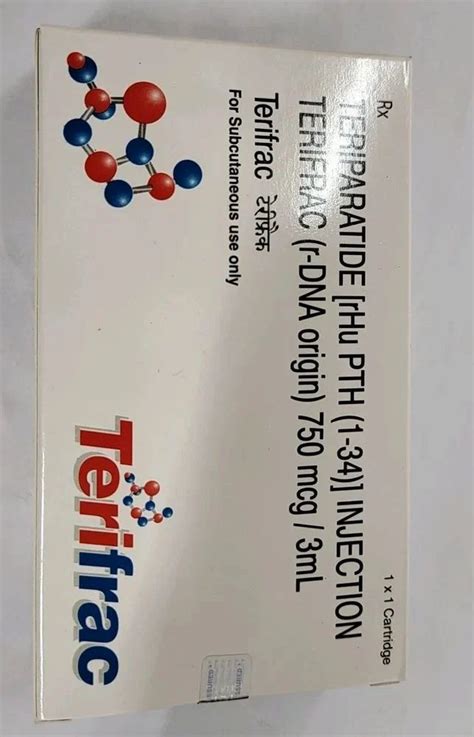 Rx
1 x 1 Cartridge
TERIPARATIDE [rHu PTH (1-34)] INJECTION
TERIFRAC (r-DNA origin) 750 mcg / 3mL
Terifrac टेरीफ्रैक
For Subcutaneous use only
Terifrac